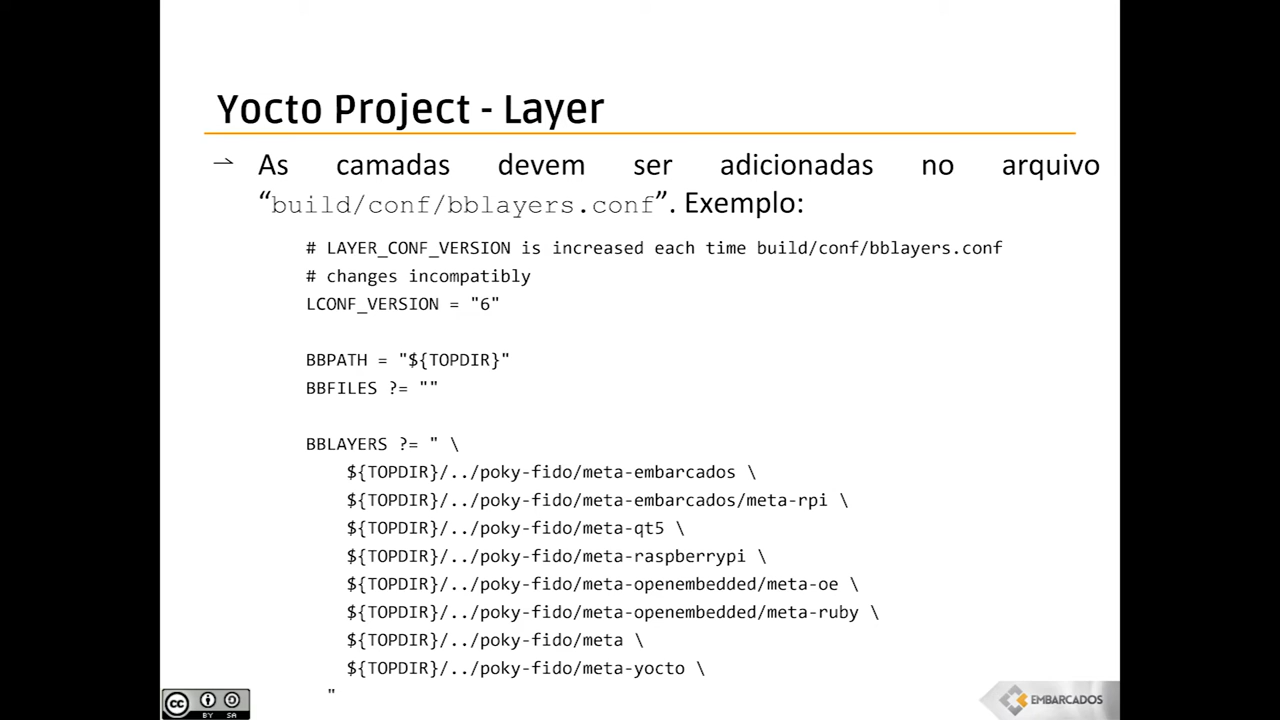 Yocto Project - Layer
→ As camadas devem ser adicionadas no arquivo
“build/conf/bblayers.conf”. Exemplo:
# LAYER_CONF_VERSION is increased each time build/conf/bblayers.conf
# changes incompatibly
LCONF_VERSION = "6"
BBPATH = "${TOPDIR}"
BBFILES ?= ""
BBLAYERS ?= " \
${TOPDIR}/../poky-fido/meta-embarcados \
${TOPDIR}/../poky-fido/meta-embarcados/meta-rpi \
${TOPDIR}/../poky-fido/meta-qt5 \
${TOPDIR}/../poky-fido/meta-raspberrypi \
${TOPDIR}/../poky-fido/meta-openembedded/meta-oe \
${TOPDIR}/../poky-fido/meta-openembedded/meta-ruby \
${TOPDIR}/../poky-fido/meta \
${TOPDIR}/../poky-fido/meta-yocto \
"
cc BY SA
EMBARCADOS